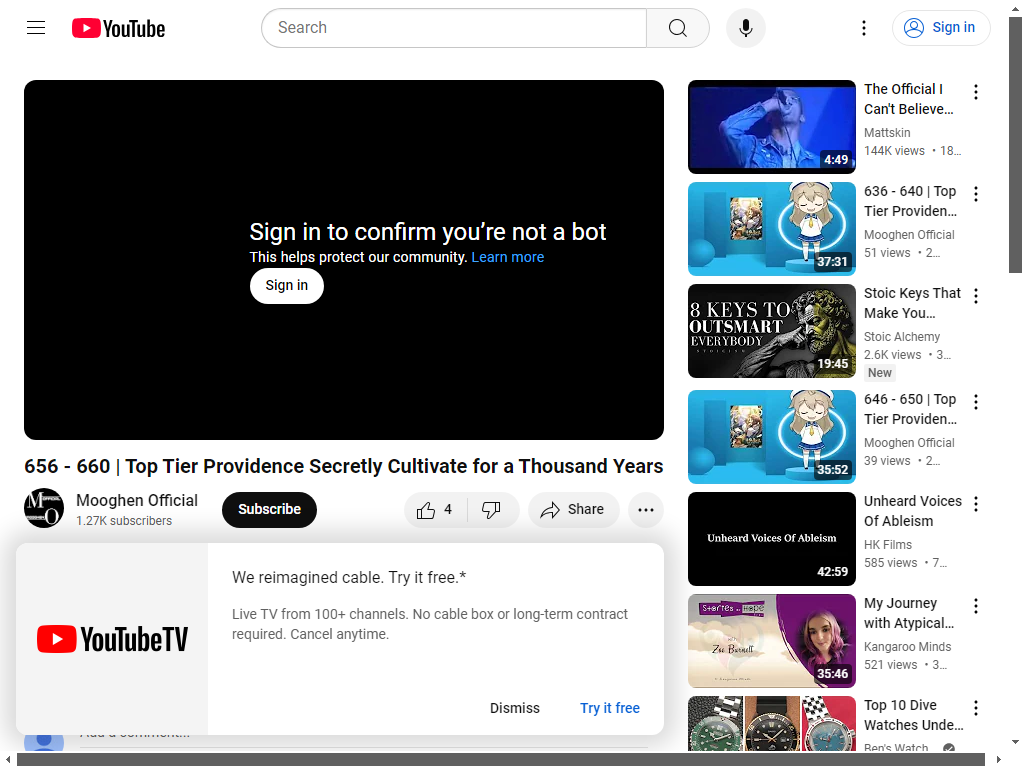 YouTube
Search
Sign in
Sign in to confirm you’re not a bot
This helps protect our community. Learn more
Sign in
656 - 660 | Top Tier Providence Secretly Cultivate for a Thousand Years
Mooghen Official
1.27K subscribers
Subscribe
4
Share
We reimagined cable. Try it free.*
Live TV from 100+ channels. No cable box or long-term contract
required. Cancel anytime.
YouTubeTV
Dismiss
Try it free
Add a comment...
4:49
The Official I
Can't Believe…
Mattskin
144K views • 18…
37:31
636 - 640 | Top
Tier Providen…
Mooghen Official
51 views • 2…
8 KEYS TO
OUTSMART
EVERYBODY
STOICISM
19:45
Stoic Keys That
Make You…
Stoic Alchemy
2.6K views • 3…
New
35:52
646 - 650 | Top
Tier Providen…
Mooghen Official
39 views • 2…
Unheard Voices Of Ableism
42:59
Unheard Voices
Of Ableism
HK Films
585 views • 7…
Stories of Hope
with
Zoe Burnell
35:46
My Journey
with Atypical…
Kangaroo Minds
521 views • 3…
Top 10 Dive
Watches Unde…
Ben's Watch